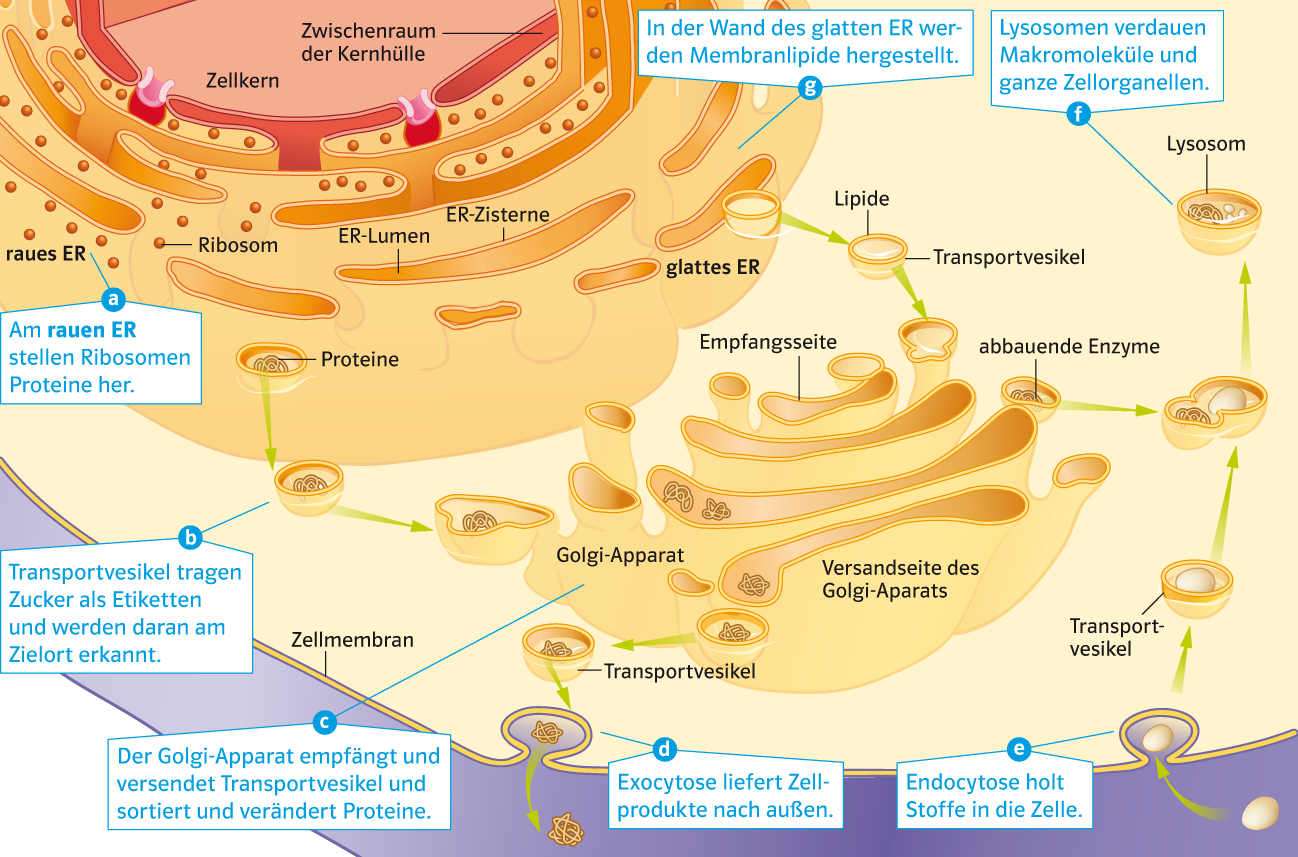 Zwischenraum
der Kernhülle
Zellkern
In der Wand des glatten ER wer-
den Membranlipide hergestellt.
g
Lysosomen verdauen
Makromoleküle und
ganze Zellorganellen.
f
Lysosom
Lipide
Transportvesikel
ER-Zisterne
ER-Lumen
Ribosom
raues ER
glattes ER
a
Am rauen ER
stellen Ribosomen
Proteine her.
Proteine
Empfangsseite
abbauende Enzyme
b
Transportvesikel tragen
Zucker als Etiketten
und werden daran am
Zielort erkannt.
Golgi-Apparat
Versandseite des
Golgi-Aparats
Zellmembran
Transportvesikel
Transport-
vesikel
c
Der Golgi-Apparat empfängt und
versendet Transportvesikel und
sortiert und verändert Proteine.
d
Exocytose liefert Zell-
produkte nach außen.
e
Endocytose holt
Stoffe in die Zelle.